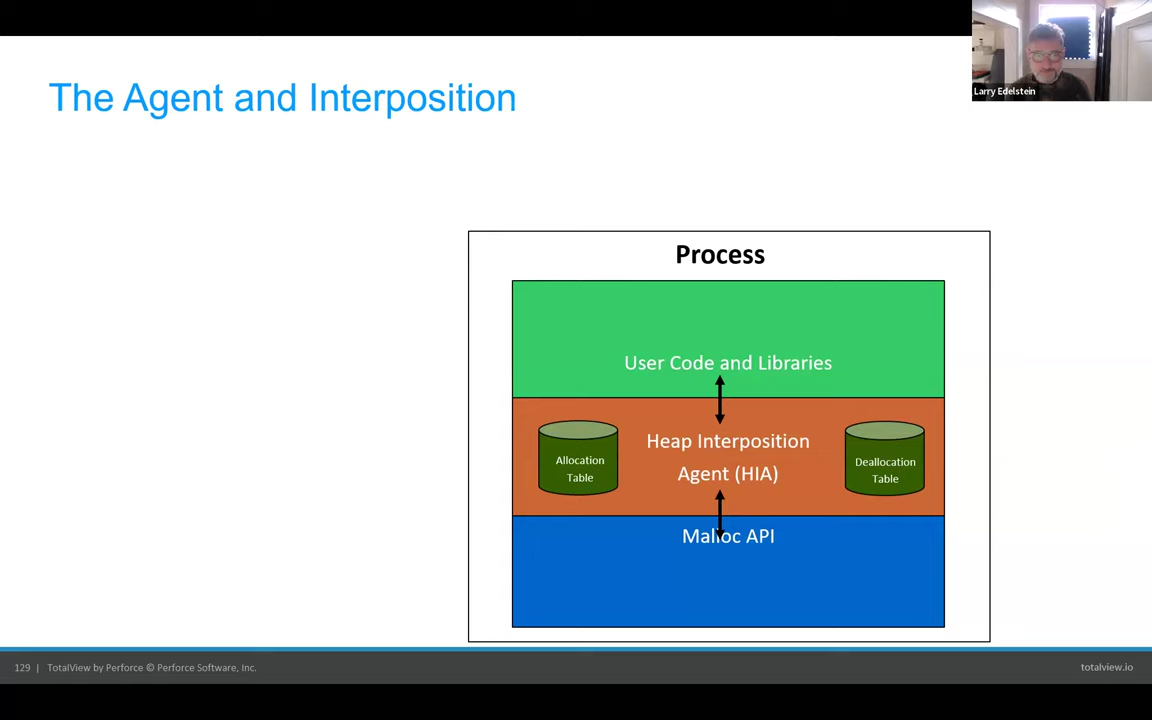 Larry Edelstein
The Agent and Interposition
Process
User Code and Libraries
Heap Interposition
Agent (HIA)
Allocation
Table
Deallocation
Table
Malloc API
129 | TotalView by Perforce © Perforce Software, Inc.
totalview.io